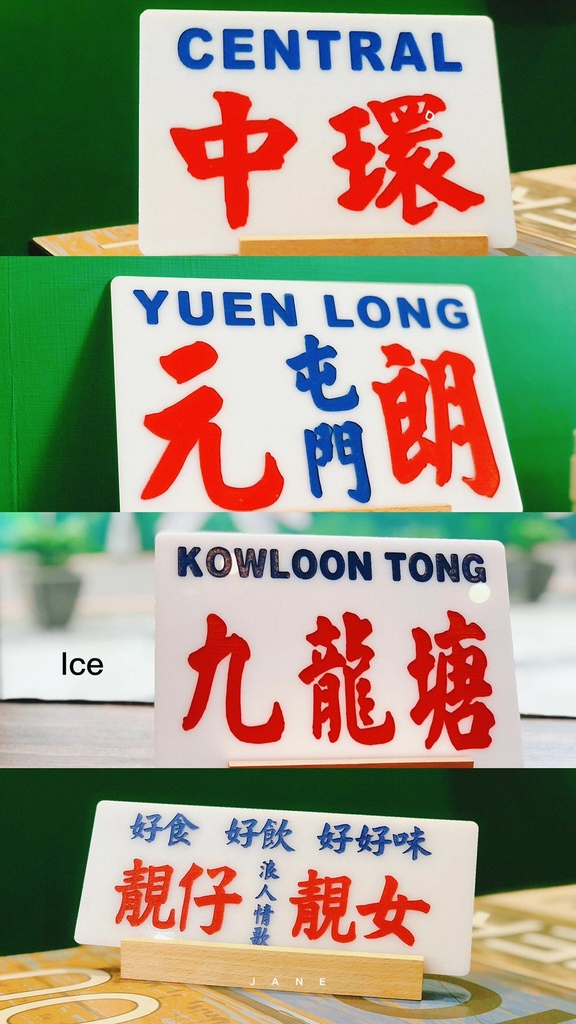 CENTRAL
中環
YUEN LONG
元 屯門 朗
KOWLOON TONG
九龍塘
Ice
好食 好飲 好好味
靚仔 浪人情歌 靚女
JANE